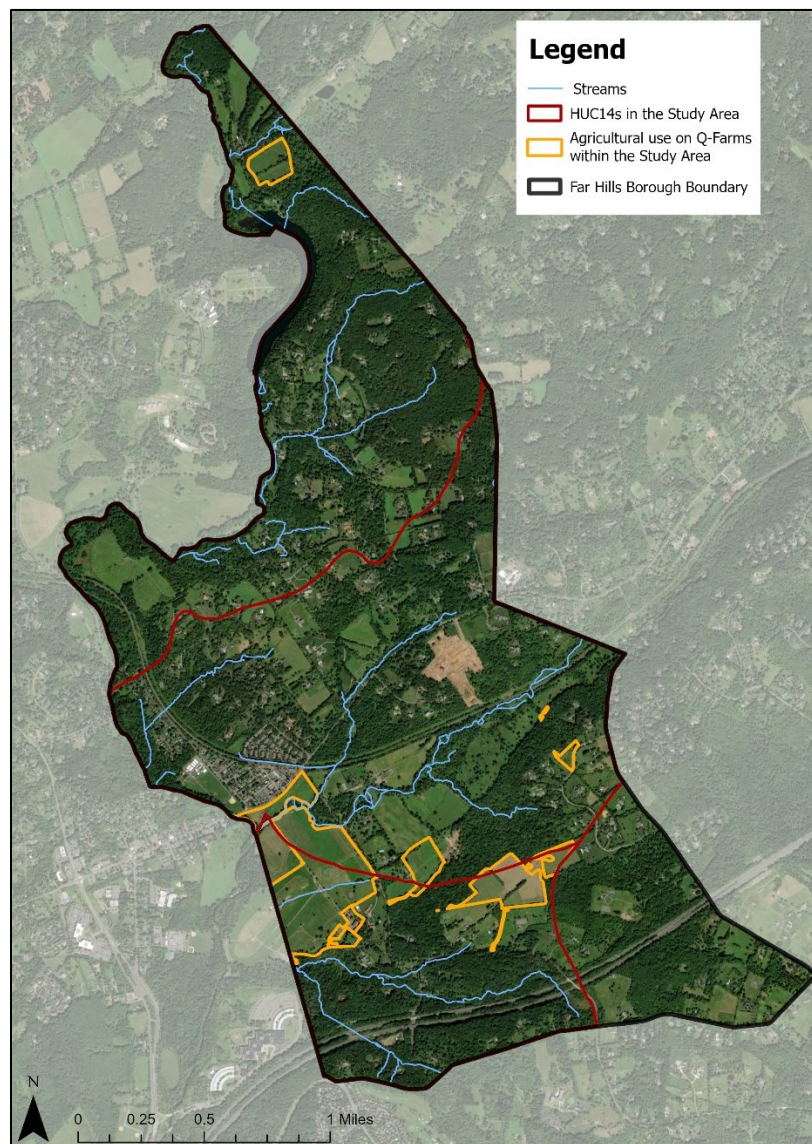 Legend
Streams
HUC14s in the Study Area
Agricultural use on Q-Farms
within the Study Area
Far Hills Borough Boundary
N
0 0.25 0.5 1 Miles